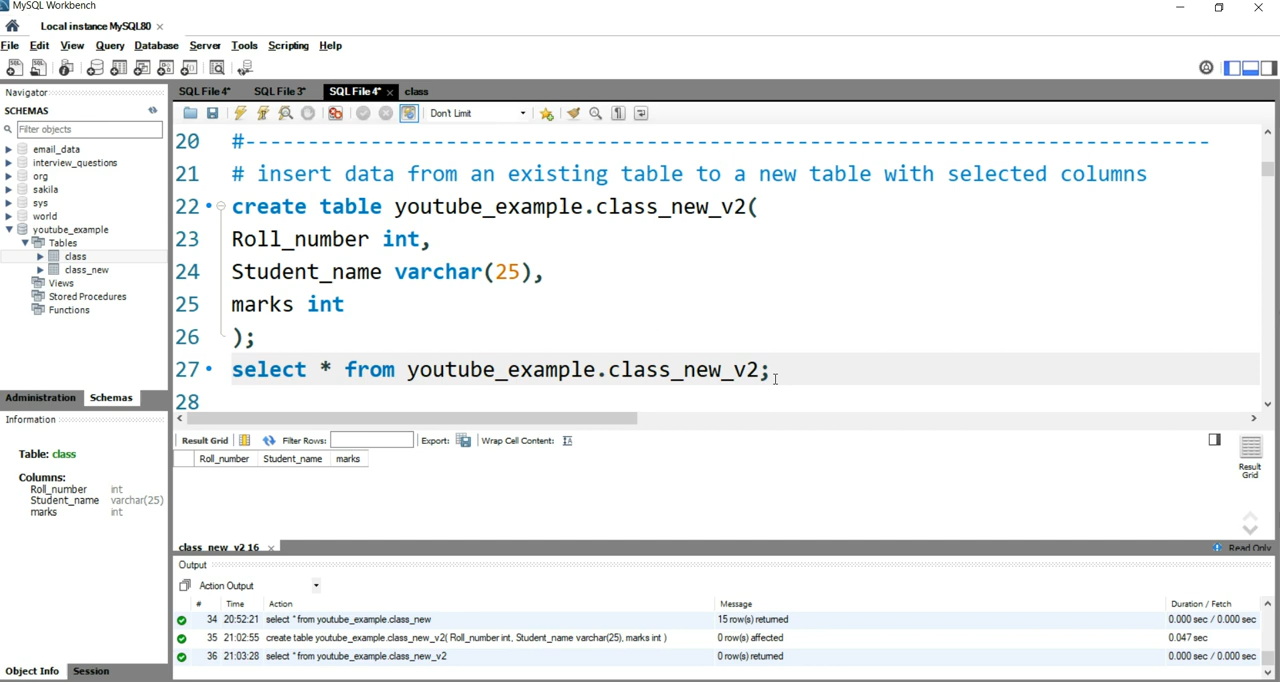 MySQL Workbench
Local instance MySQL80 ×
File Edit View Query Database Server Tools Scripting Help
Navigator
SCHEMAS
Filter objects
email_data
interview_questions
org
sakila
sys
world
youtube_example
Tables
class
class_new
Views
Stored Procedures
Functions
Administration Schemas
Information
Table: class
Columns:
Roll_number int
Student_name varchar(25)
marks int
Object Info Session
SQL File 4* SQL File 3* SQL File 4* × class
Don't Limit
20 #-----------------------------------------------------------------------------
21 # insert data from an existing table to a new table with selected columns
22 create table youtube_example.class_new_v2(
23 Roll_number int,
24 Student_name varchar(25),
25 marks int
26 );
27 select * from youtube_example.class_new_v2;
28
Result Grid Filter Rows: Export: Wrap Cell Content:
Roll_number Student_name marks
Result Grid
class_new_v2 16 × Read Only
Output
Action Output
# Time Action Message Duration / Fetch
34 20:52:21 select * from youtube_example.class_new 15 row(s) returned 0.000 sec / 0.000 sec
35 21:02:55 create table youtube_example.class_new_v2( Roll_number int, Student_name varchar(25), marks int ) 0 row(s) affected 0.047 sec
36 21:03:28 select * from youtube_example.class_new_v2 0 row(s) returned 0.000 sec / 0.000 sec